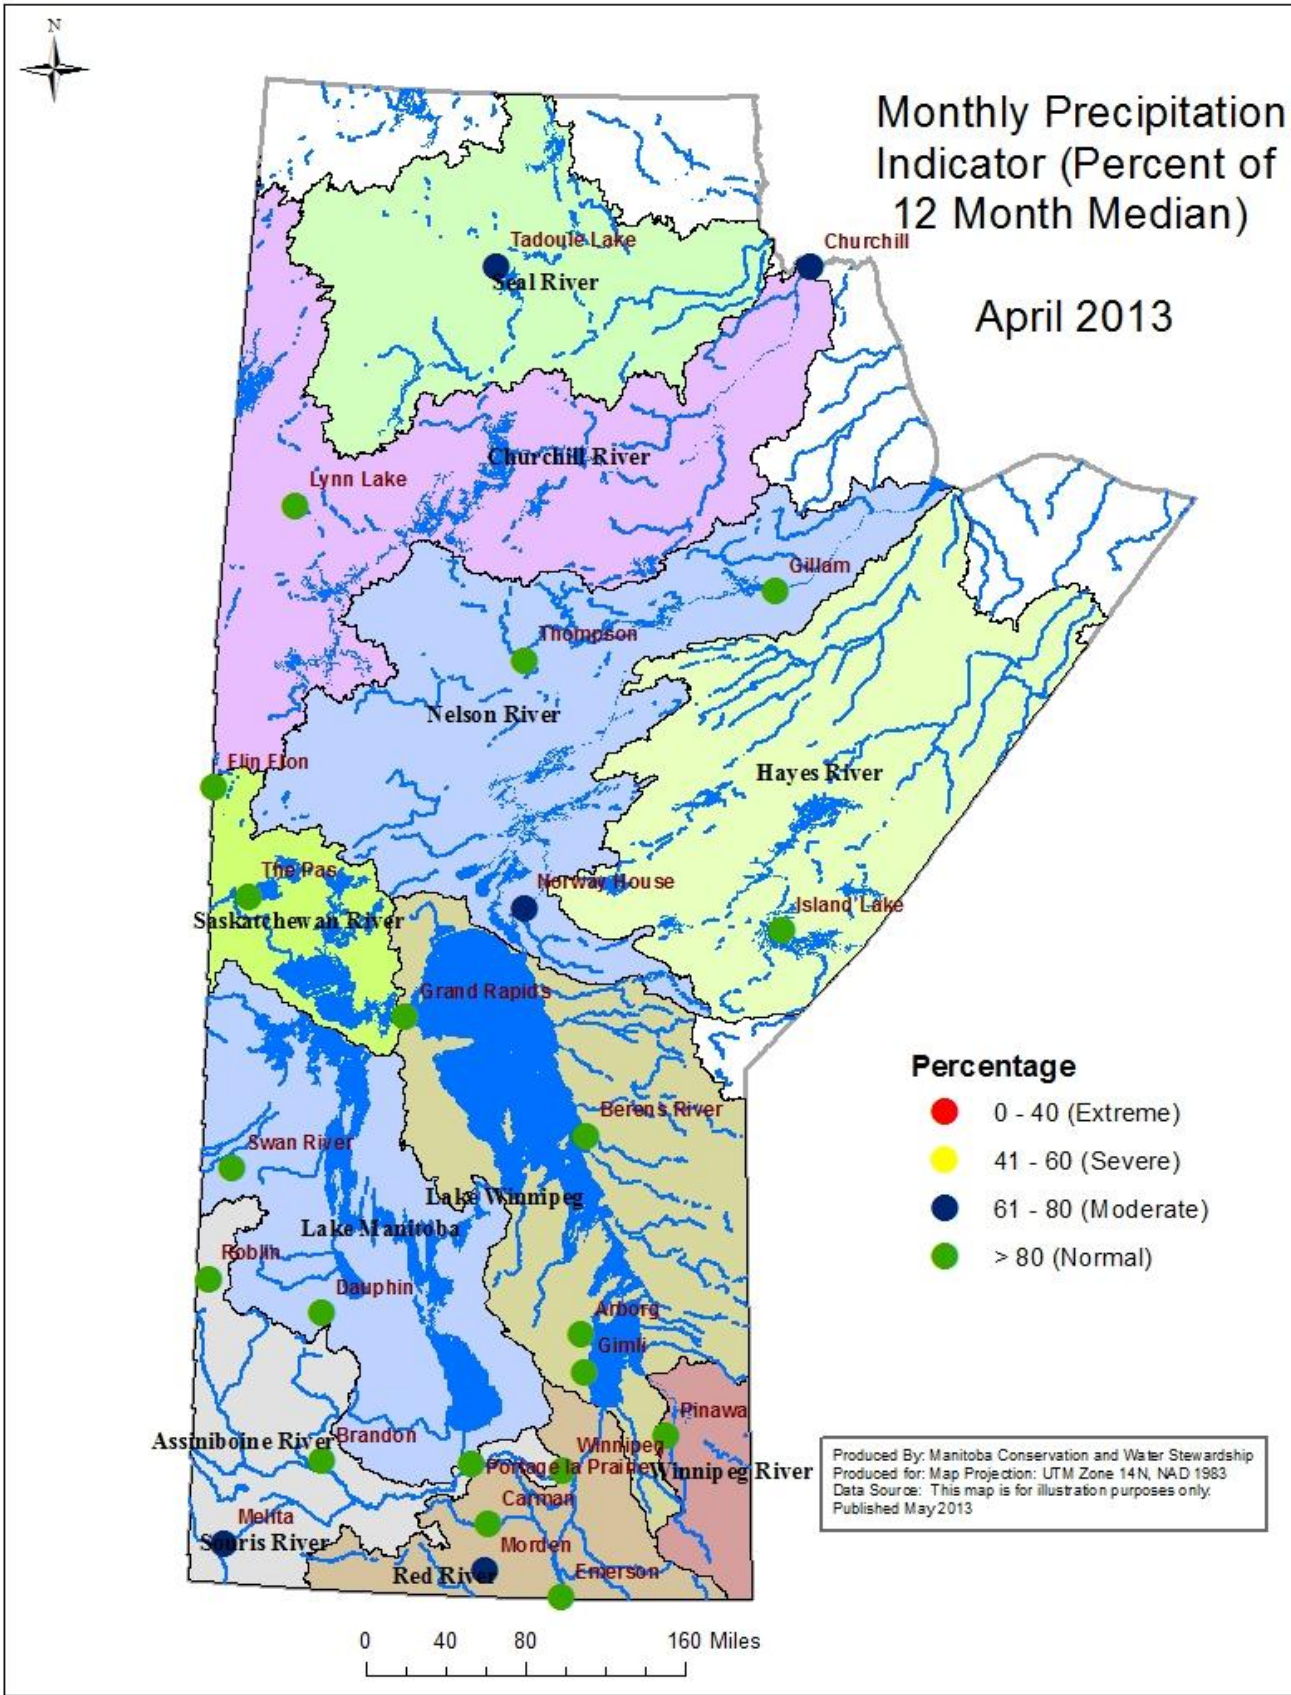 N
Monthly Precipitation
Indicator (Percent of
12 Month Median)
April 2013
Tadoule Lake
Churchill
Seal River
Churchill River
Lynn Lake
Gillam
Thompson
Nelson River
Flin Flon
Hayes River
The Pas
Norway House
Island Lake
Saskatchewan River
Grand Rapids
Percentage
0 - 40 (Extreme)
41 - 60 (Severe)
61 - 80 (Moderate)
> 80 (Normal)
Berens River
Swan River
Lake Winnipeg
Lake Manitoba
Roblin
Dauphin
Arborg
Gimli
Pinawa
Assiniboine River
Brandon
Winnipeg
Portage la Prairie
Winnipeg River
Carman
Melita
Souris River
Morden
Red River
Emerson
Produced By: Manitoba Conservation and Water Stewardship
Produced for: Map Projection: UTM Zone 14N, NAD 1983
Data Source: This map is for illustration purposes only.
Published May 2013
0 40 80 160 Miles